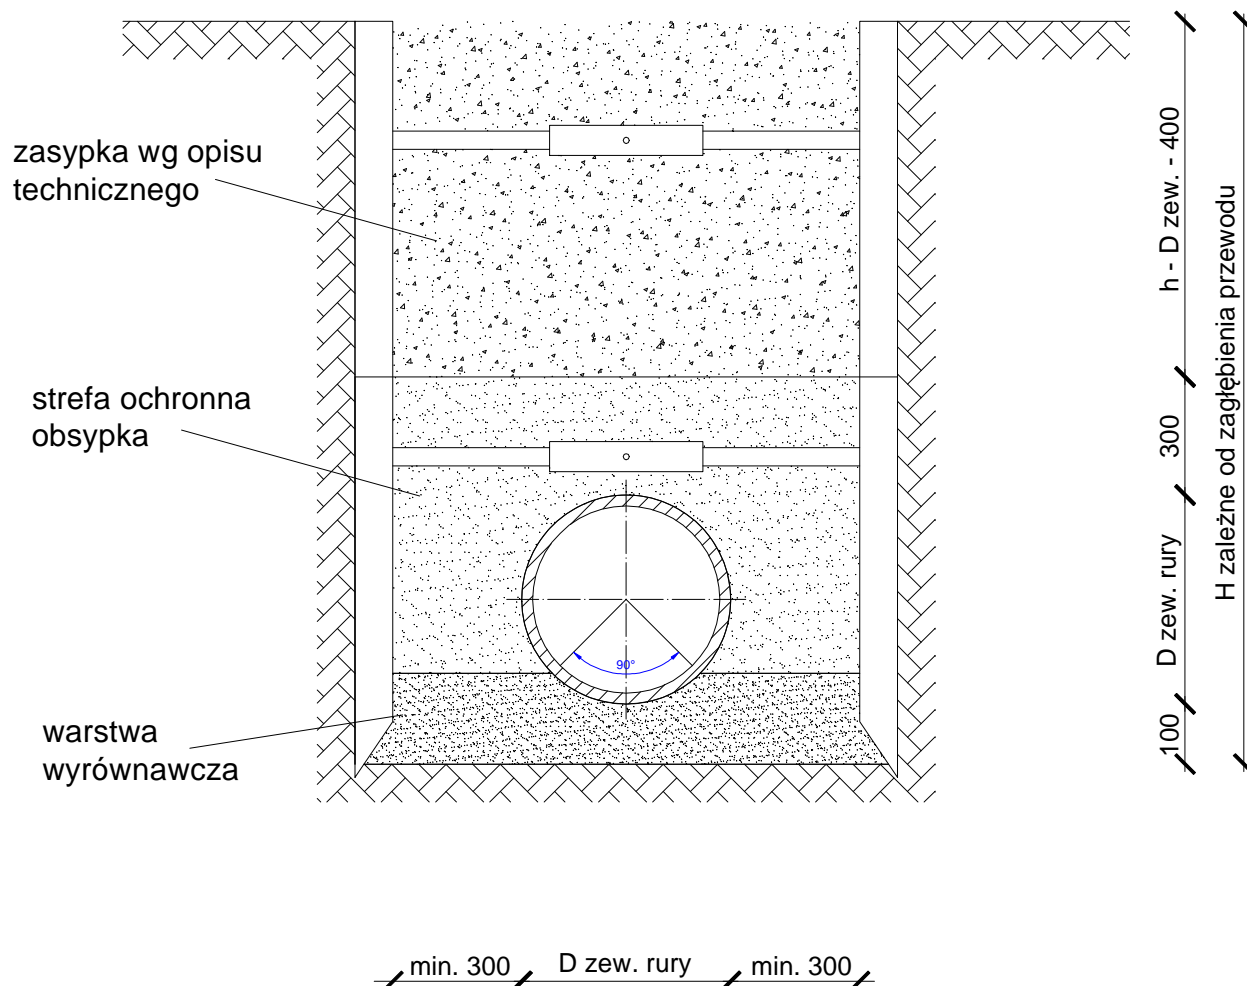 zasypka wg opisu
technicznego
strefa ochronna
obsypka
warstwa
wyrównawcza
90°
h - D zew. - 400
300
D zew. rury
100
H zależne od zagłębienia przewodu
min. 300
D zew. rury
min. 300